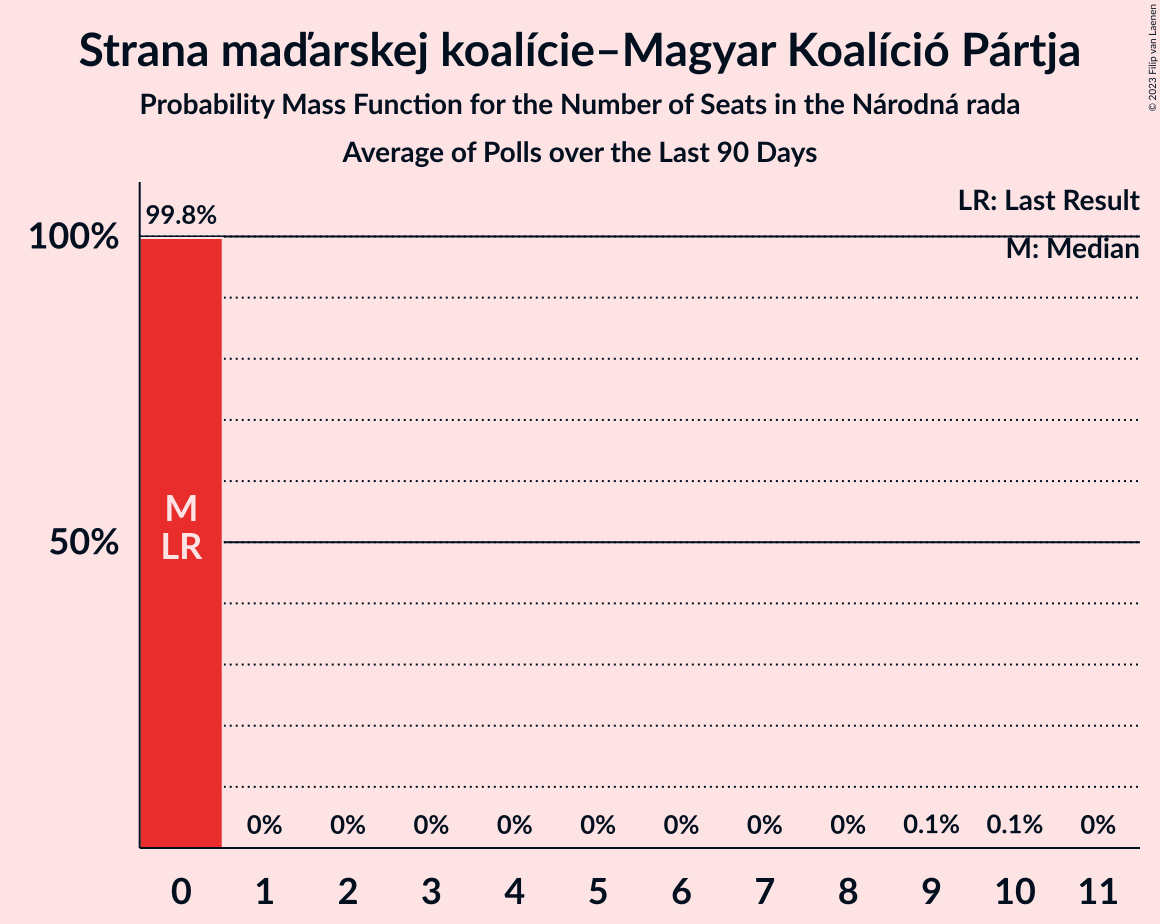 Strana maďarskej koalície–Magyar Koalíció Pártja
Probability Mass Function for the Number of Seats in the Národná rada
Average of Polls over the Last 90 Days
© 2023 Filip van Laenen
LR: Last Result
M: Median
99.8%
100%
50%
M
LR
0% 0% 0% 0% 0% 0% 0% 0% 0.1% 0.1% 0%
0 1 2 3 4 5 6 7 8 9 10 11